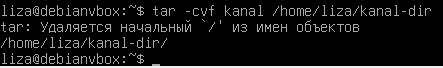 liza@debianvbox:~$ tar -cvf kanal /home/liza/kanal-dir
tar: Удаляется начальный `/' из имен объектов
/home/liza/kanal-dir/
liza@debianvbox:~$